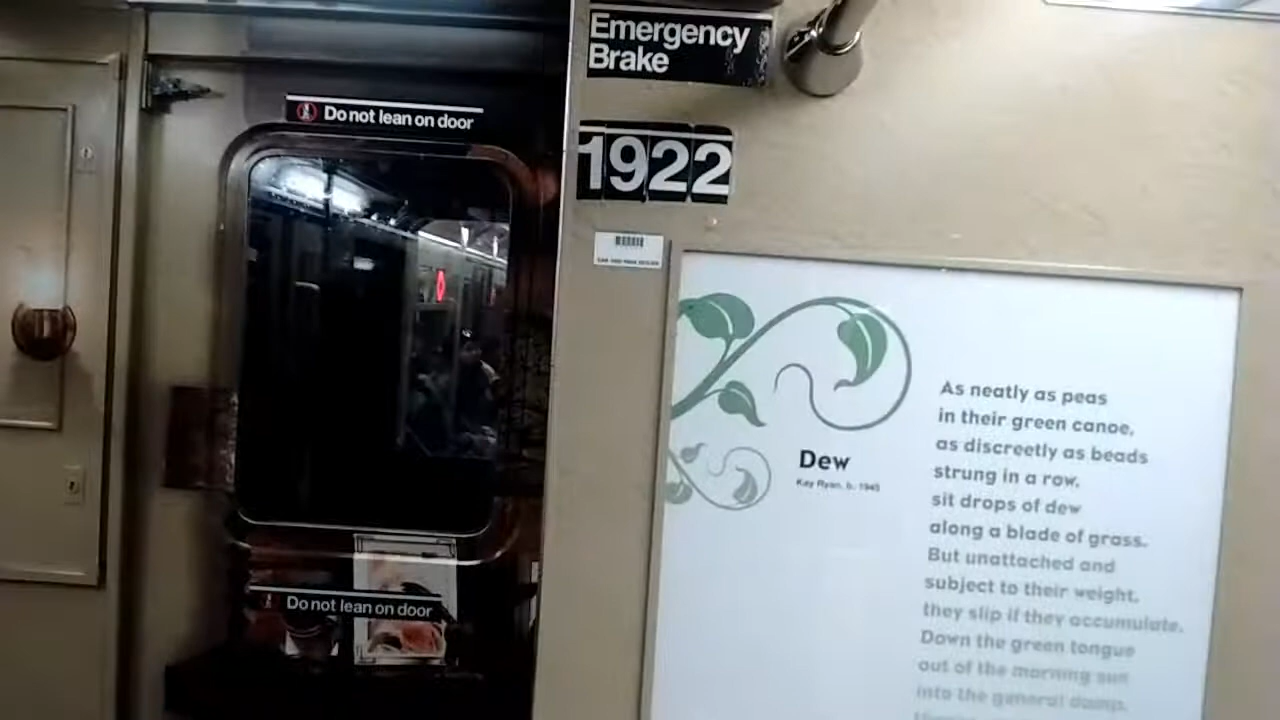 Emergency
Brake
Do not lean on door
1922
As neatly as peas
in their green canoe,
as discreetly as beads
strung in a row,
sit drops of dew
along a blade of grass.
But unattached and
subject to their weight,
they slip if they accumulate.
Down the green tongue
out of the morning sun
into the general damp,
Dew
Kay Ryan, b. 1945
Do not lean on door